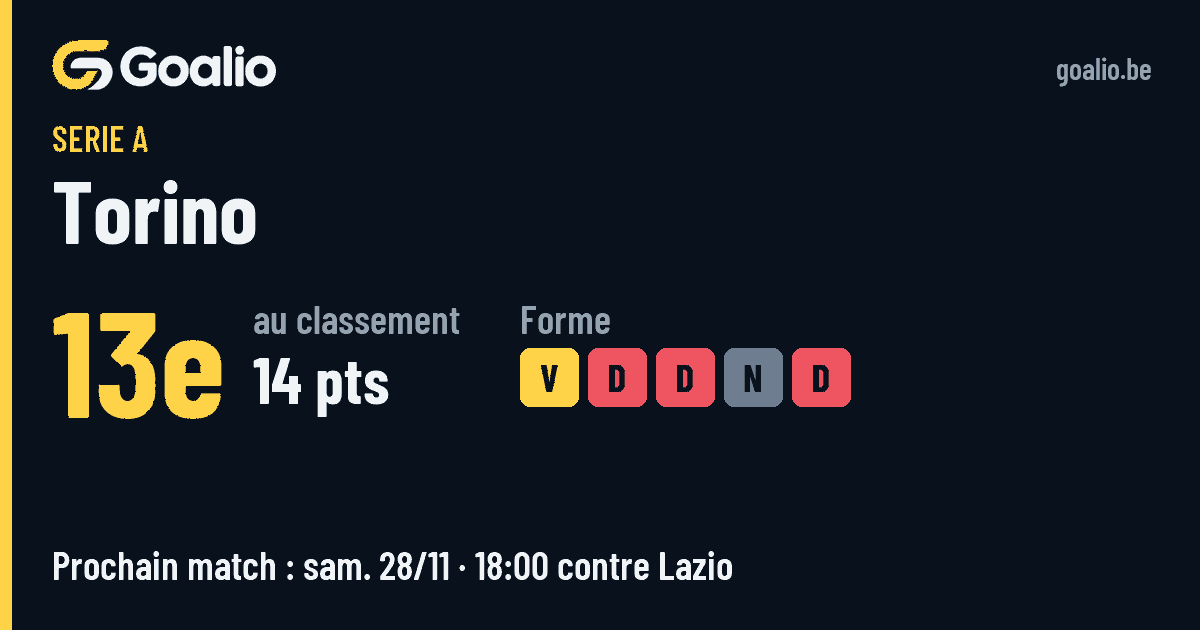 Goalio
goalio.be
SERIE A
Torino
13e
au classement
14 pts
Forme
V D D N D
Prochain match : sam. 28/11 · 18:00 contre Lazio